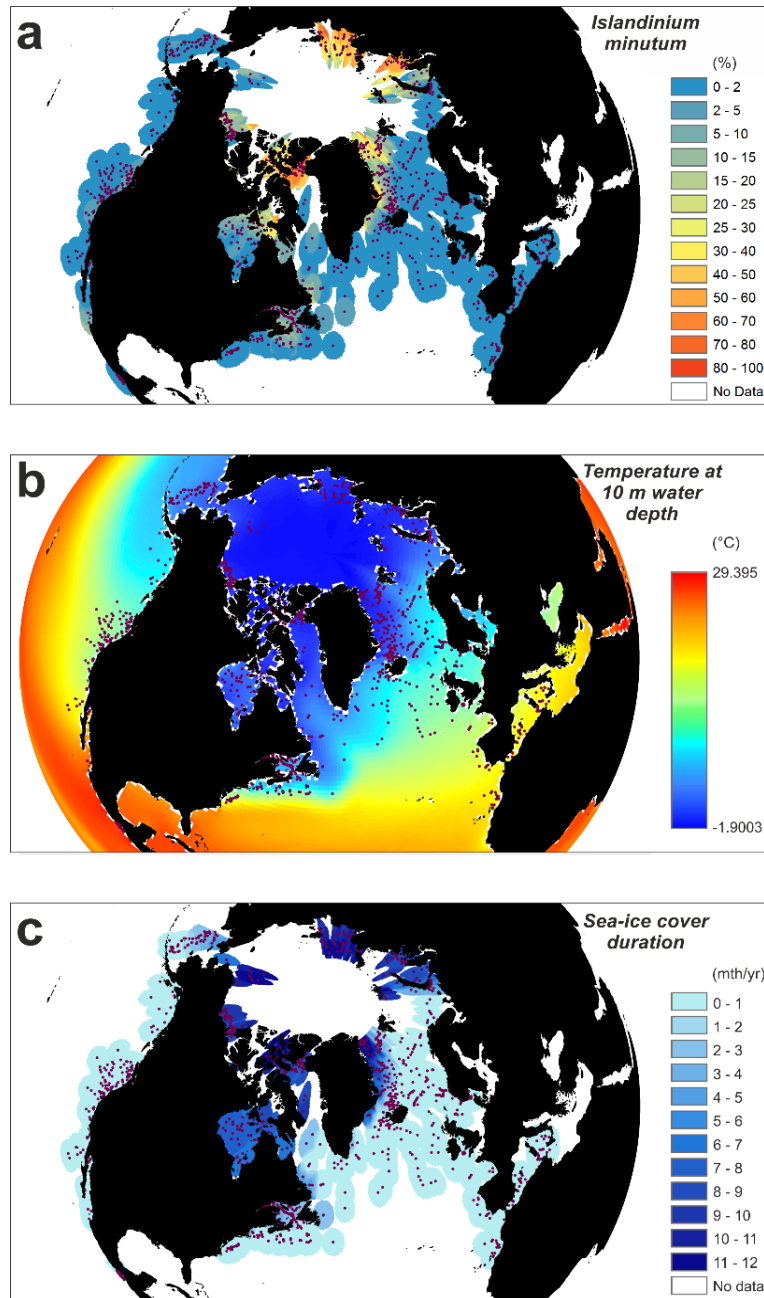 a
Islandinium
minutum
(%)
0 - 2
2 - 5
5 - 10
10 - 15
15 - 20
20 - 25
25 - 30
30 - 40
40 - 50
50 - 60
60 - 70
70 - 80
80 - 100
No Data
b
Temperature at
10 m water
depth
(°C)
29.395
-1.9003
c
Sea-ice cover
duration
(mth/yr)
0 - 1
1 - 2
2 - 3
3 - 4
4 - 5
5 - 6
6 - 7
7 - 8
8 - 9
9 - 10
10 - 11
11 - 12
No data